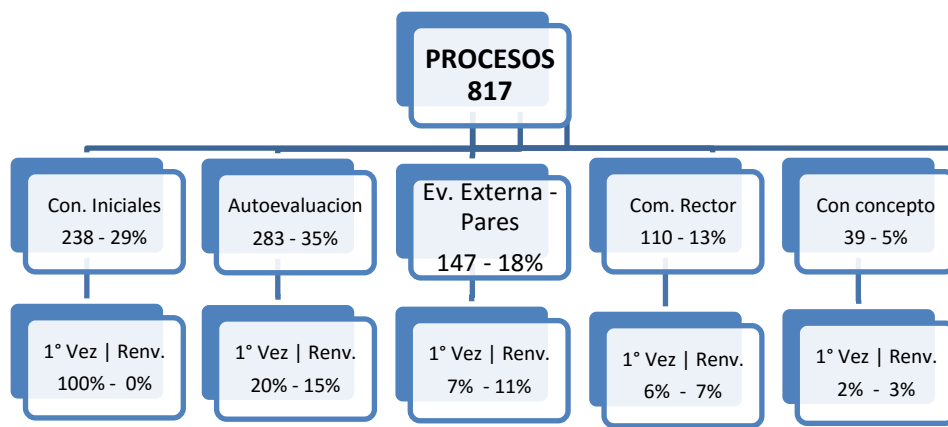 PROCESOS
817
Con. Iniciales
238 - 29%
Autoevaluacion
283 - 35%
Ev. Externa -
Pares
147 - 18%
Com. Rector
110 - 13%
Con concepto
39 - 5%
1° Vez | Renv.
100% - 0%
1° Vez | Renv.
20% - 15%
1° Vez | Renv.
7% - 11%
1° Vez | Renv.
6% - 7%
1° Vez | Renv.
2% - 3%